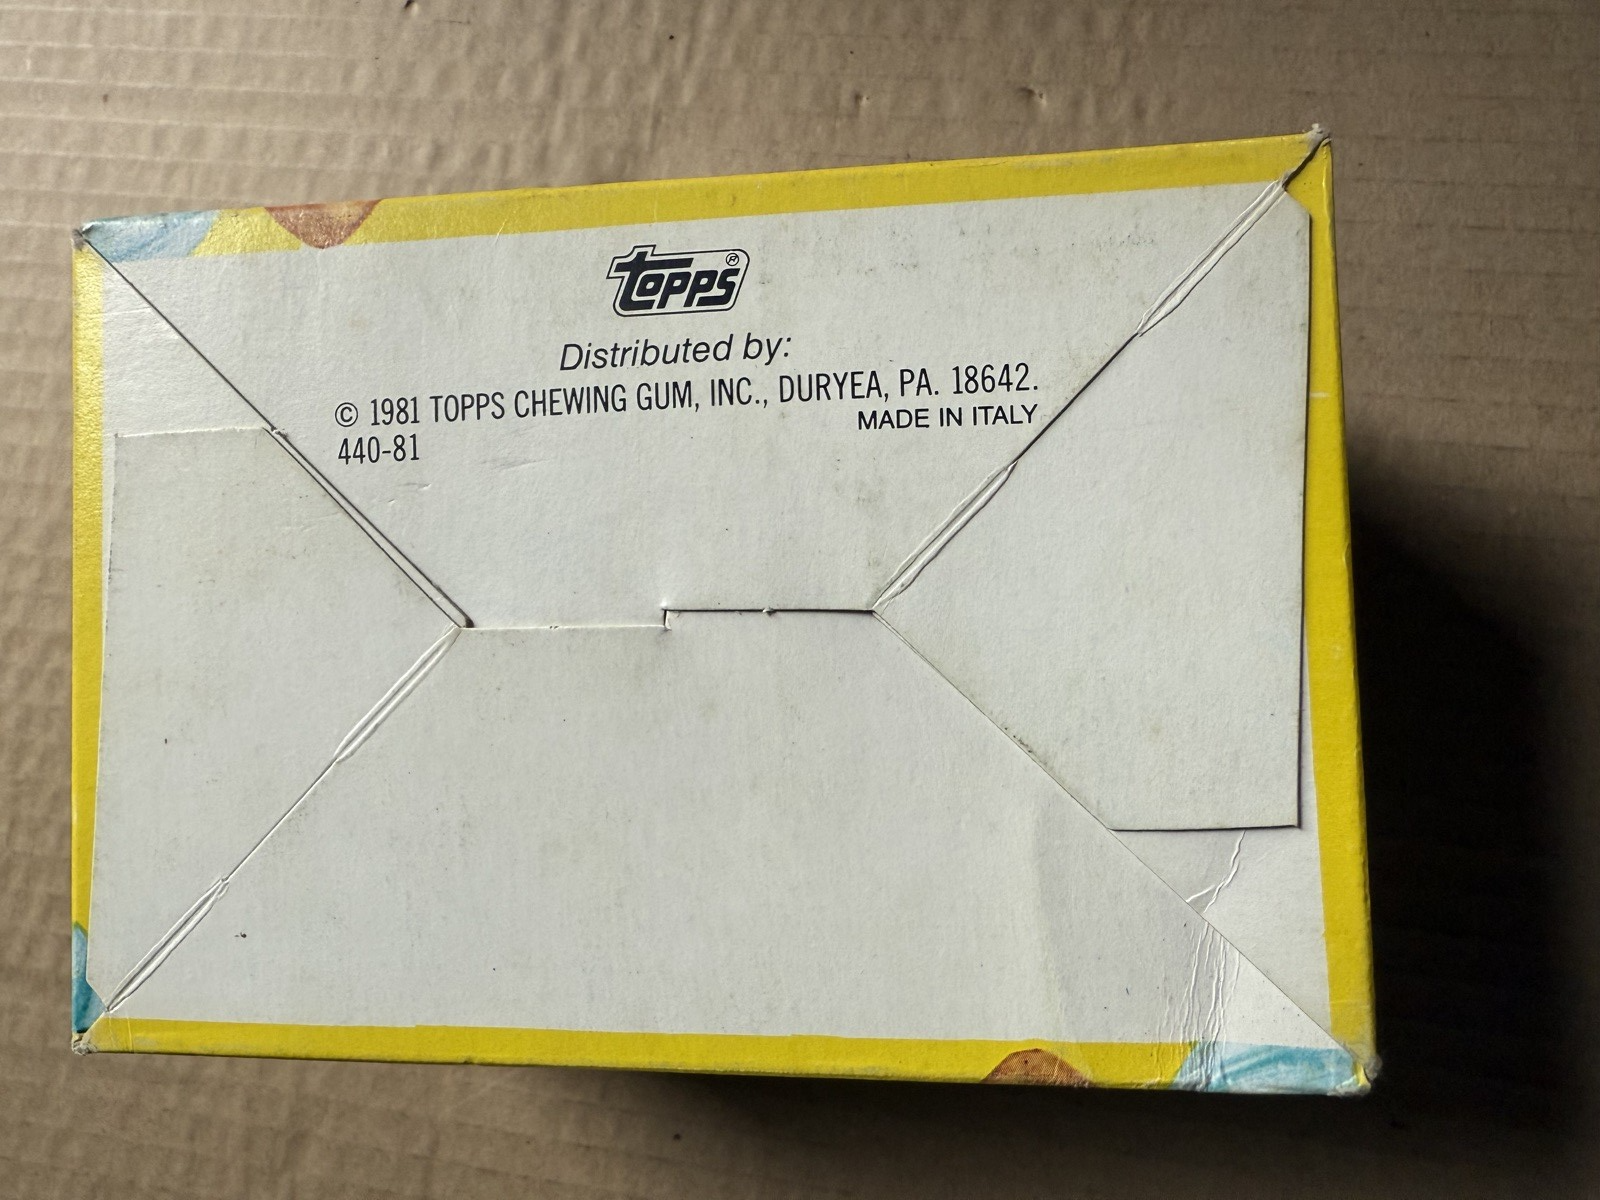 Topps®
Distributed by:
© 1981 TOPPS CHEWING GUM, INC., DURYEA, PA. 18642.
MADE IN ITALY
440-81